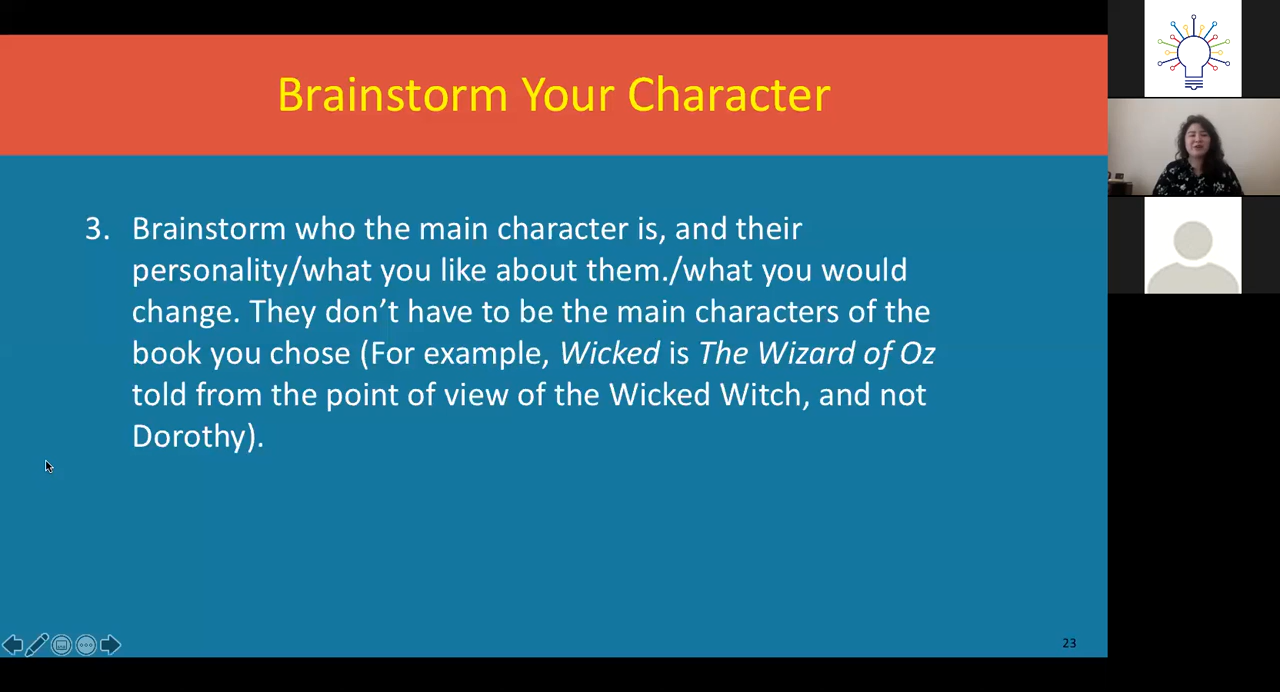 Brainstorm Your Character
3. Brainstorm who the main character is, and their
personality/what you like about them./what you would
change. They don’t have to be the main characters of the
book you chose (For example, Wicked is The Wizard of Oz
told from the point of view of the Wicked Witch, and not
Dorothy).
23